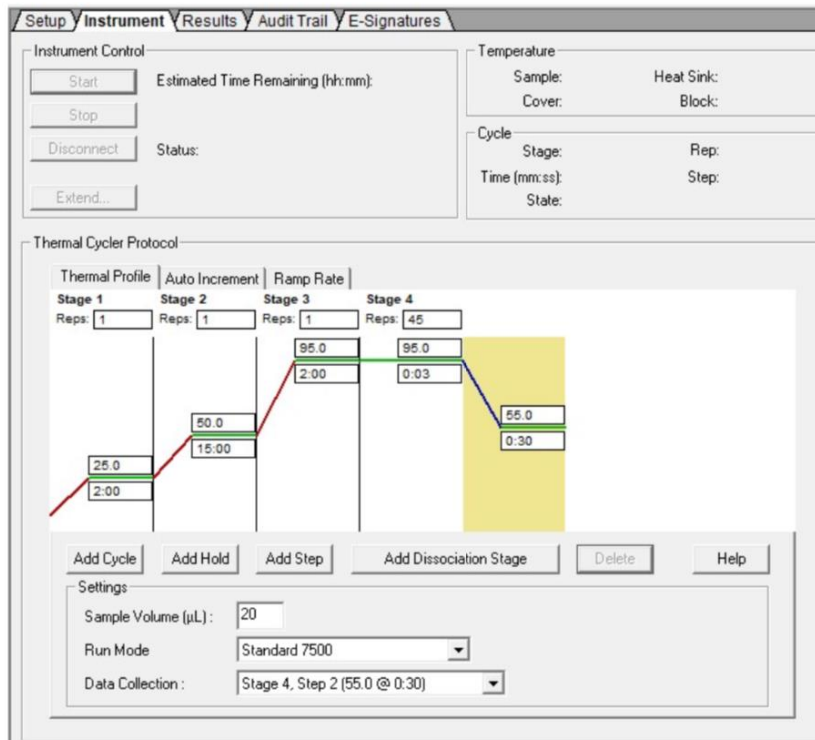 Setup Instrument Results Audit Trail E-Signatures
Instrument Control
Start Estimated Time Remaining (hh:mm):
Stop
Disconnect Status:
Extend...
Temperature
Sample: Heat Sink:
Cover: Block:
Cycle
Stage: Rep:
Time (mm:ss): Step:
State:
Thermal Cycler Protocol
Thermal Profile Auto Increment Ramp Rate
Stage 1 Stage 2 Stage 3 Stage 4
Reps: 1 Reps: 1 Reps: 1 Reps: 45
95.0 95.0
2:00 0:03
50.0 55.0
15:00 0:30
25.0
2:00
Add Cycle Add Hold Add Step Add Dissociation Stage Delete Help
Settings
Sample Volume (µL) : 20
Run Mode Standard 7500
Data Collection : Stage 4, Step 2 (55.0 @ 0:30)